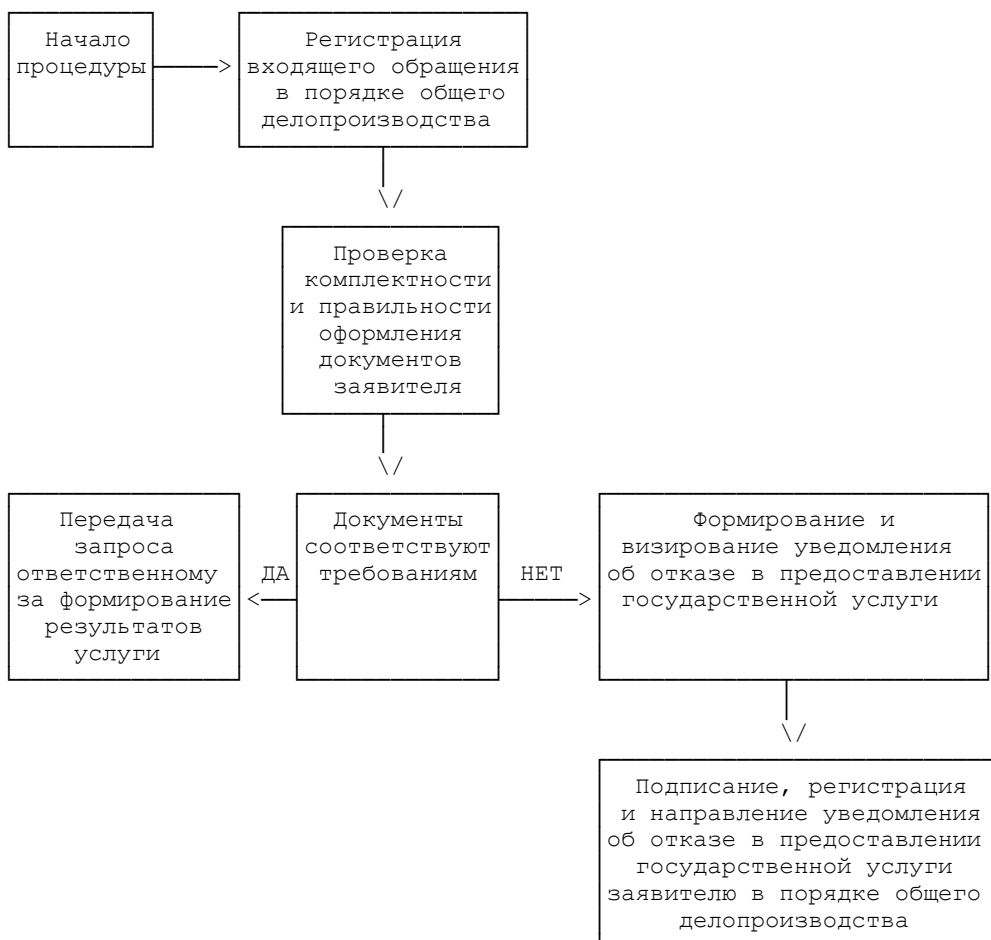 Начало
процедуры
Регистрация
входящего обращения
в порядке общего
делопроизводства
Проверка
комплектности
и правильности
оформления
документов
заявителя
Передача
запроса
ответственному
за формирование
результатов
услуги
ДА
Документы
соответствуют
требованиям
НЕТ
Формирование и
визирование уведомления
об отказе в предоставлении
государственной услуги
Подписание, регистрация
и направление уведомления
об отказе в предоставлении
государственной услуги
заявителю в порядке общего
делопроизводства